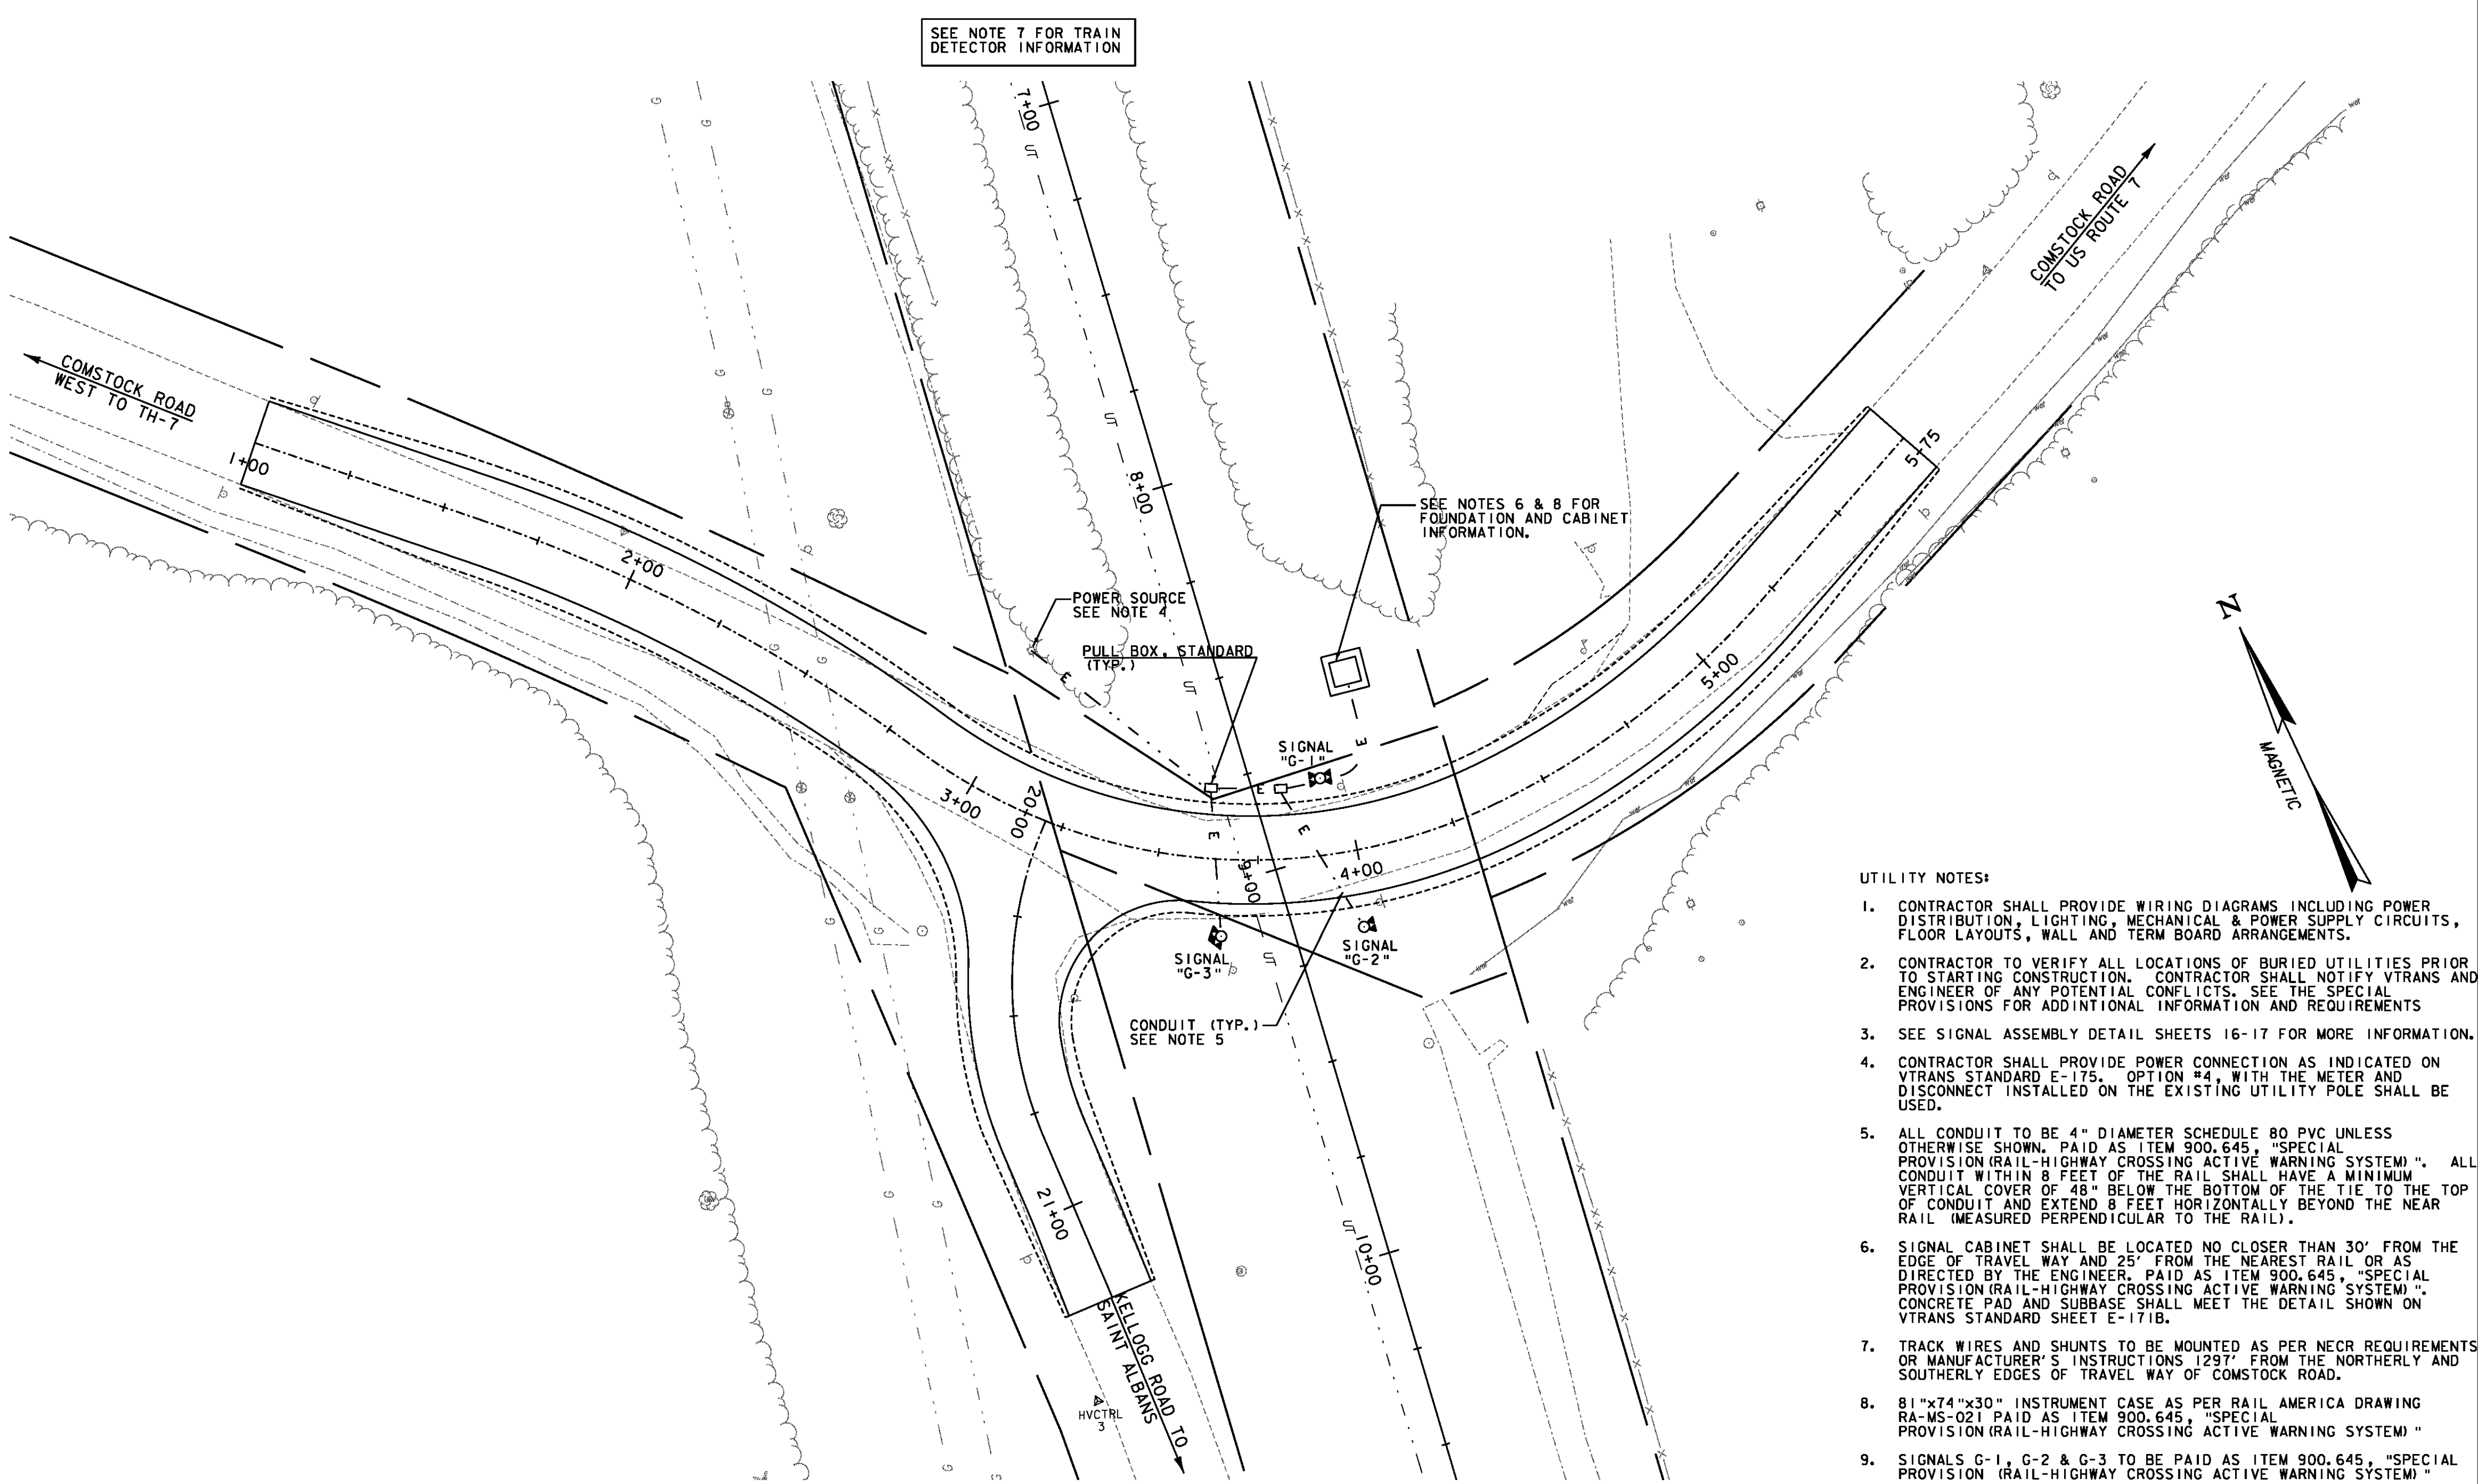 SEE NOTE 7 FOR TRAIN
DETECTOR INFORMATION
7+00
COMSTOCK ROAD
TO US ROUTE 7
COMSTOCK ROAD
WEST TO TH-7
1+00
2+00
8+00
5+75
SEE NOTES 6 & 8 FOR
FOUNDATION AND CABINET
INFORMATION.
POWER SOURCE
SEE NOTE 4
PULL BOX, STANDARD
(TYP.)
5+00
N
MAGNETIC
SIGNAL
"G-1"
3+00
20+00
9+00
4+00
SIGNAL
"G-3"
SIGNAL
"G-2"
CONDUIT (TYP.)
SEE NOTE 5
21+00
10+00
KELLOGG ROAD TO
SAINT ALBANS
HVCTRL
3
UTILITY NOTES:
1. CONTRACTOR SHALL PROVIDE WIRING DIAGRAMS INCLUDING POWER
DISTRIBUTION, LIGHTING, MECHANICAL & POWER SUPPLY CIRCUITS,
FLOOR LAYOUTS, WALL AND TERM BOARD ARRANGEMENTS.
2. CONTRACTOR TO VERIFY ALL LOCATIONS OF BURIED UTILITIES PRIOR
TO STARTING CONSTRUCTION. CONTRACTOR SHALL NOTIFY VTRANS AND
ENGINEER OF ANY POTENTIAL CONFLICTS. SEE THE SPECIAL
PROVISIONS FOR ADDINTIONAL INFORMATION AND REQUIREMENTS
3. SEE SIGNAL ASSEMBLY DETAIL SHEETS 16-17 FOR MORE INFORMATION.
4. CONTRACTOR SHALL PROVIDE POWER CONNECTION AS INDICATED ON
VTRANS STANDARD E-175. OPTION #4, WITH THE METER AND
DISCONNECT INSTALLED ON THE EXISTING UTILITY POLE SHALL BE
USED.
5. ALL CONDUIT TO BE 4" DIAMETER SCHEDULE 80 PVC UNLESS
OTHERWISE SHOWN. PAID AS ITEM 900.645, "SPECIAL
PROVISION(RAIL-HIGHWAY CROSSING ACTIVE WARNING SYSTEM)". ALL
CONDUIT WITHIN 8 FEET OF THE RAIL SHALL HAVE A MINIMUM
VERTICAL COVER OF 48" BELOW THE BOTTOM OF THE TIE TO THE TOP
OF CONDUIT AND EXTEND 8 FEET HORIZONTALLY BEYOND THE NEAR
RAIL (MEASURED PERPENDICULAR TO THE RAIL).
6. SIGNAL CABINET SHALL BE LOCATED NO CLOSER THAN 30' FROM THE
EDGE OF TRAVEL WAY AND 25' FROM THE NEAREST RAIL OR AS
DIRECTED BY THE ENGINEER. PAID AS ITEM 900.645, "SPECIAL
PROVISION(RAIL-HIGHWAY CROSSING ACTIVE WARNING SYSTEM)".
CONCRETE PAD AND SUBBASE SHALL MEET THE DETAIL SHOWN ON
VTRANS STANDARD SHEET E-171B.
7. TRACK WIRES AND SHUNTS TO BE MOUNTED AS PER NECR REQUIREMENTS
OR MANUFACTURER'S INSTRUCTIONS 1297' FROM THE NORTHERLY AND
SOUTHERLY EDGES OF TRAVEL WAY OF COMSTOCK ROAD.
8. 81"x74"x30" INSTRUMENT CASE AS PER RAIL AMERICA DRAWING
RA-MS-021 PAID AS ITEM 900.645, "SPECIAL
PROVISION(RAIL-HIGHWAY CROSSING ACTIVE WARNING SYSTEM)"
9. SIGNALS G-1, G-2 & G-3 TO BE PAID AS ITEM 900.645, "SPECIAL
PROVISION (RAIL-HIGHWAY CROSSING ACTIVE WARNING SYSTEM)"